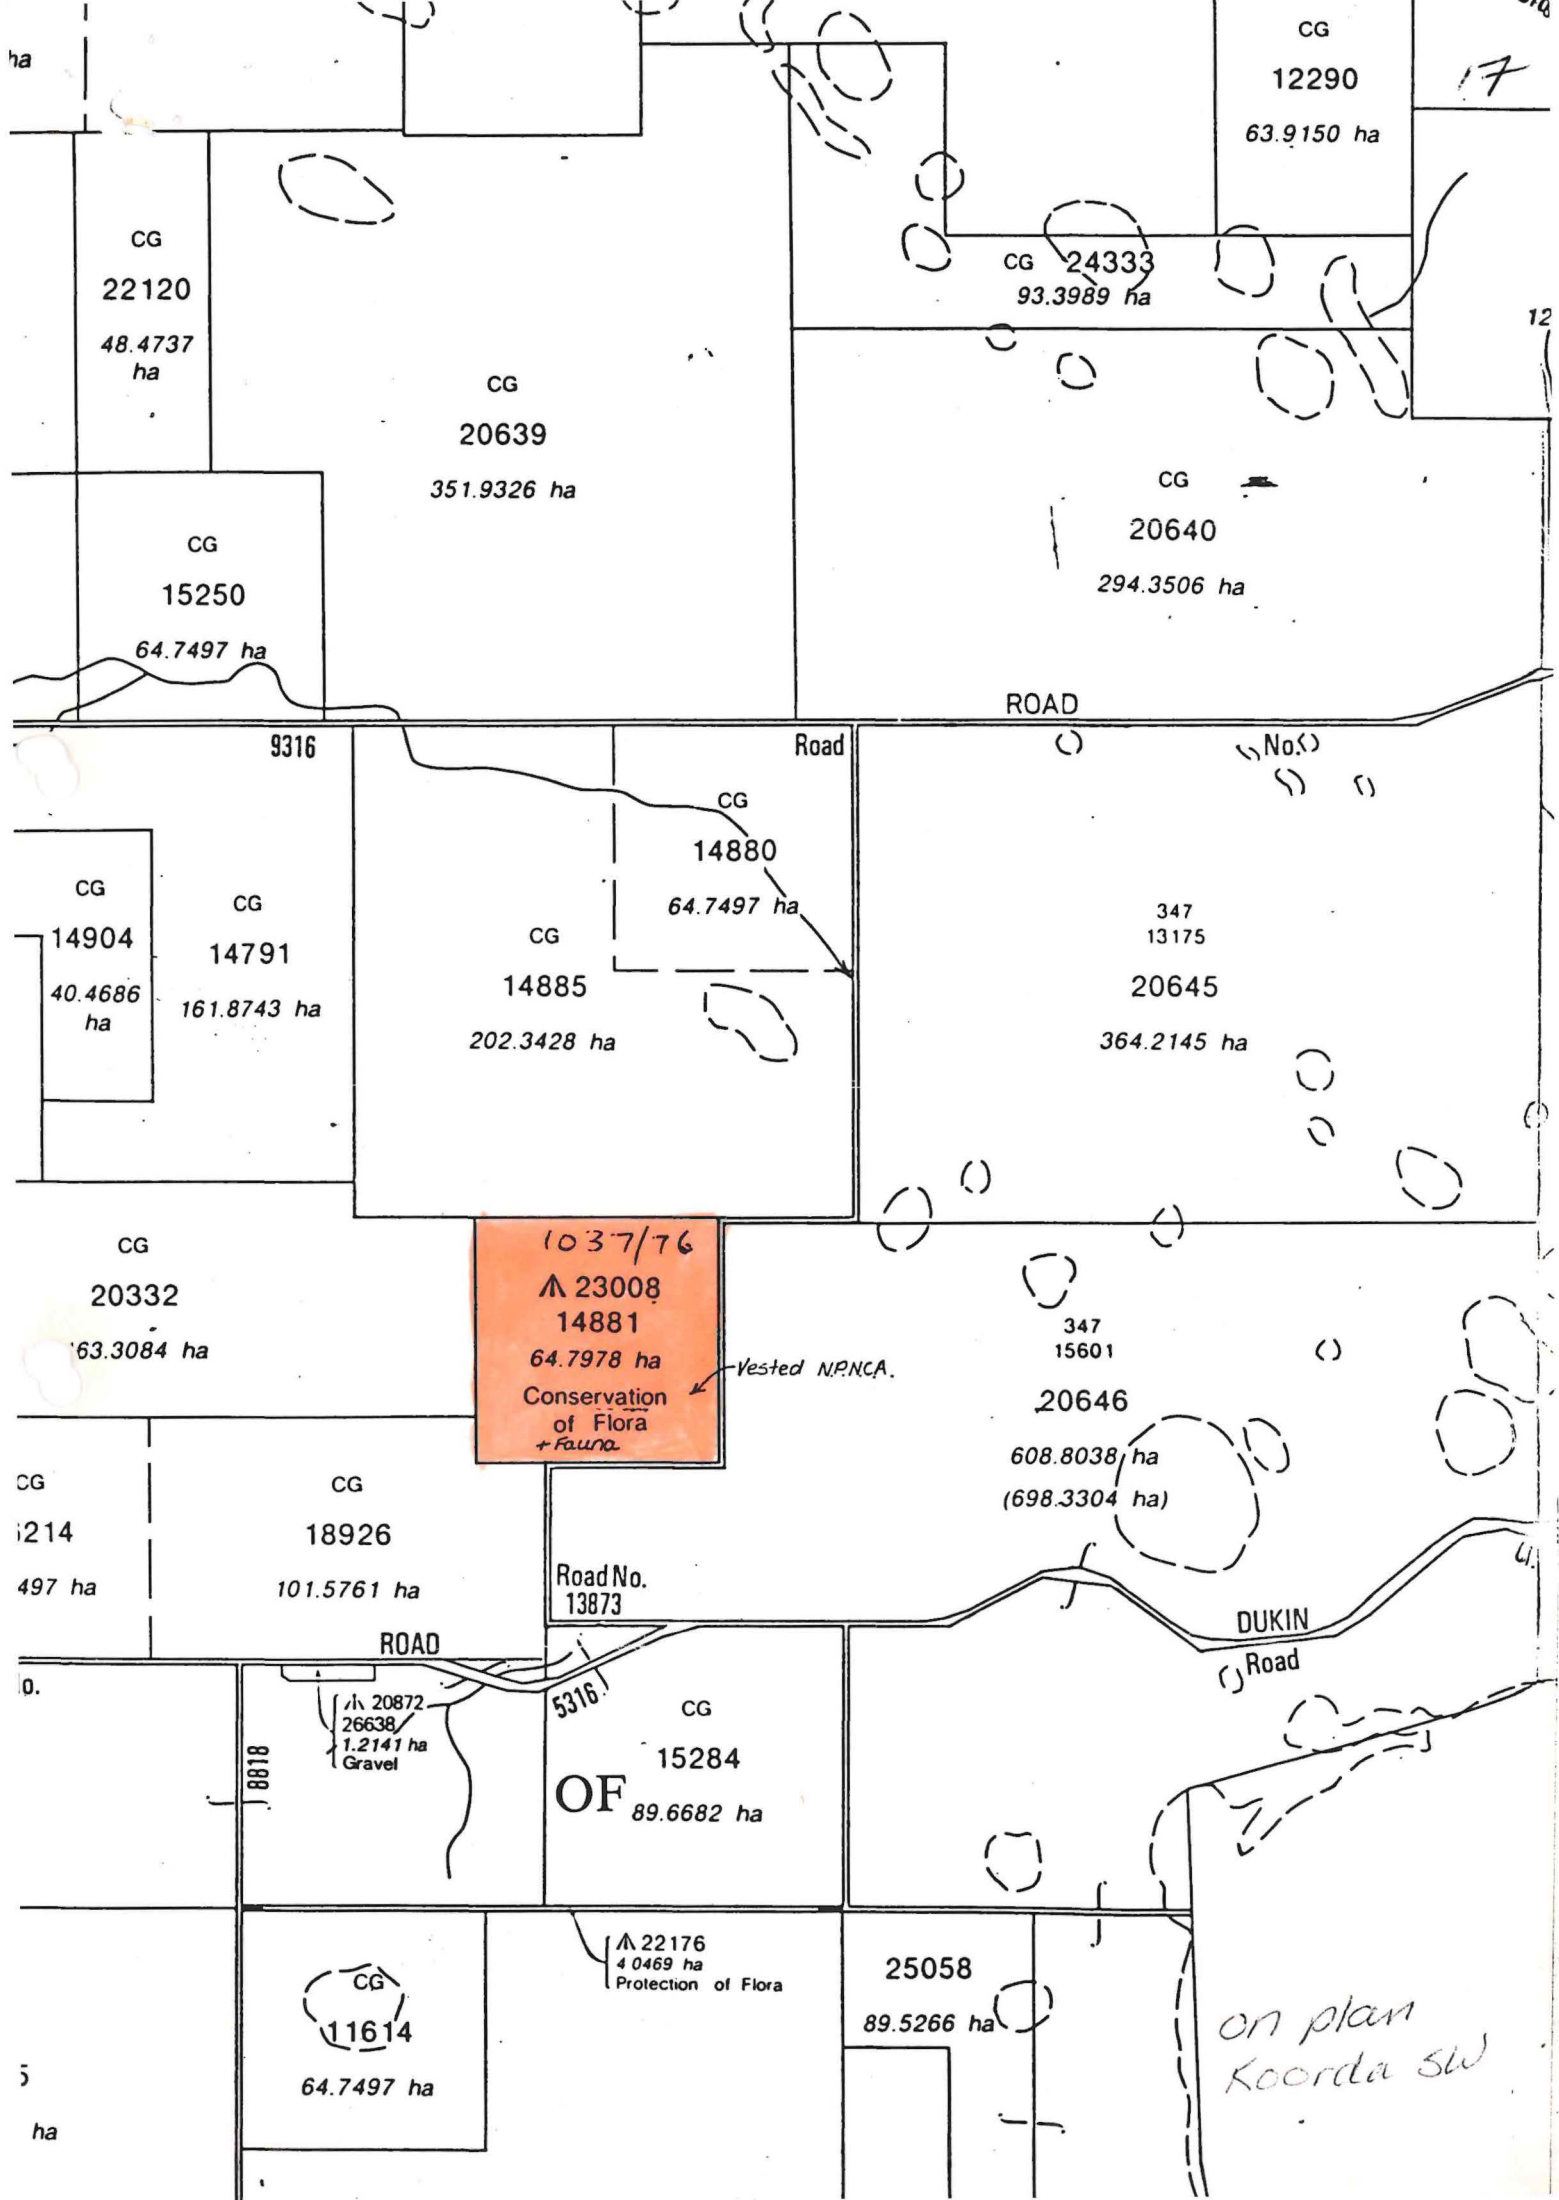 ha
CG
12290
63.9150 ha
17
CG
22120
48.4737
ha
CG 24333
93.3989 ha
12
CG
20639
351.9326 ha
CG
20640
294.3506 ha
CG
15250
64.7497 ha
ROAD
9316
Road
No.
CG
14880
64.7497 ha
CG
14904
40.4686
ha
CG
14791
161.8743 ha
CG
14885
202.3428 ha
347
13175
20645
364.2145 ha
CG
20332
63.3084 ha
1037/76
23008
14881
64.7978 ha
Conservation
of Flora
+ Fauna
Vested N.P.N.C.A.
347
15601
20646
608.8038 ha
(698.3304 ha)
CG
214
497 ha
CG
18926
101.5761 ha
Road No.
13873
DUKIN
Road
ROAD
o.
20872
26638
1.2141 ha
Gravel
8818
5316
CG
15284
OF
89.6682 ha
22176
4.0469 ha
Protection of Flora
CG
11614
64.7497 ha
25058
89.5266 ha
on plan
Koorda SW
5
ha